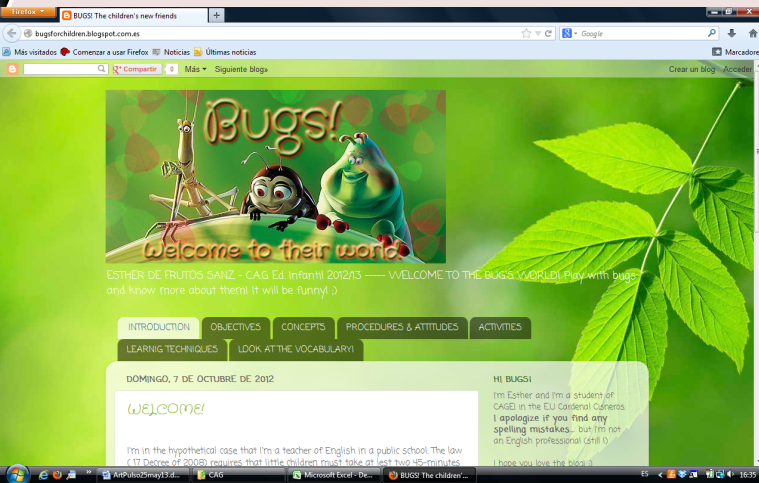 Firefox
BUGS! The children's new friends
bugsforchildren.blogspot.com.es
Google
Más visitados Comenzar a usar Firefox Noticias Últimas noticias
Marcadore
Compartir 0 Más Siguiente blog»
Crear un blog Acceder
Bugs!
Welcome to their world
ESTHER DE FRUTOS SANZ - CAG Ed. Infantil 2012/13 ----- WELCOME TO THE BUG'S WORLD! Play with bugs
and know more about them! It will be funny! ;)
INTRODUCTION OBJECTIVES CONCEPTS PROCEDURES & ATTITUDES ACTIVITIES
LEARNIG TECHNIQUES LOOK AT THE VOCABULARY!
DOMINGO, 7 DE OCTUBRE DE 2012
WELCOME!
I'm in the hypothetical case that I'm a teacher of English in a public school. The law
( 17 Decree of 2008) requires that little children must take at lest two 45-minutes
HI BUGS!
I'm Esther and I'm a student of
CAGEI in the E.U Cardenal Cisneros.
I apologize if you find any
spelling mistakes... but I'm not
an English professional (still !)
I hope you love the blog! :)
ArtPulso25may13.d...
CAG
Microsoft Excel - De...
BUGS! The children'...
ES
16:35